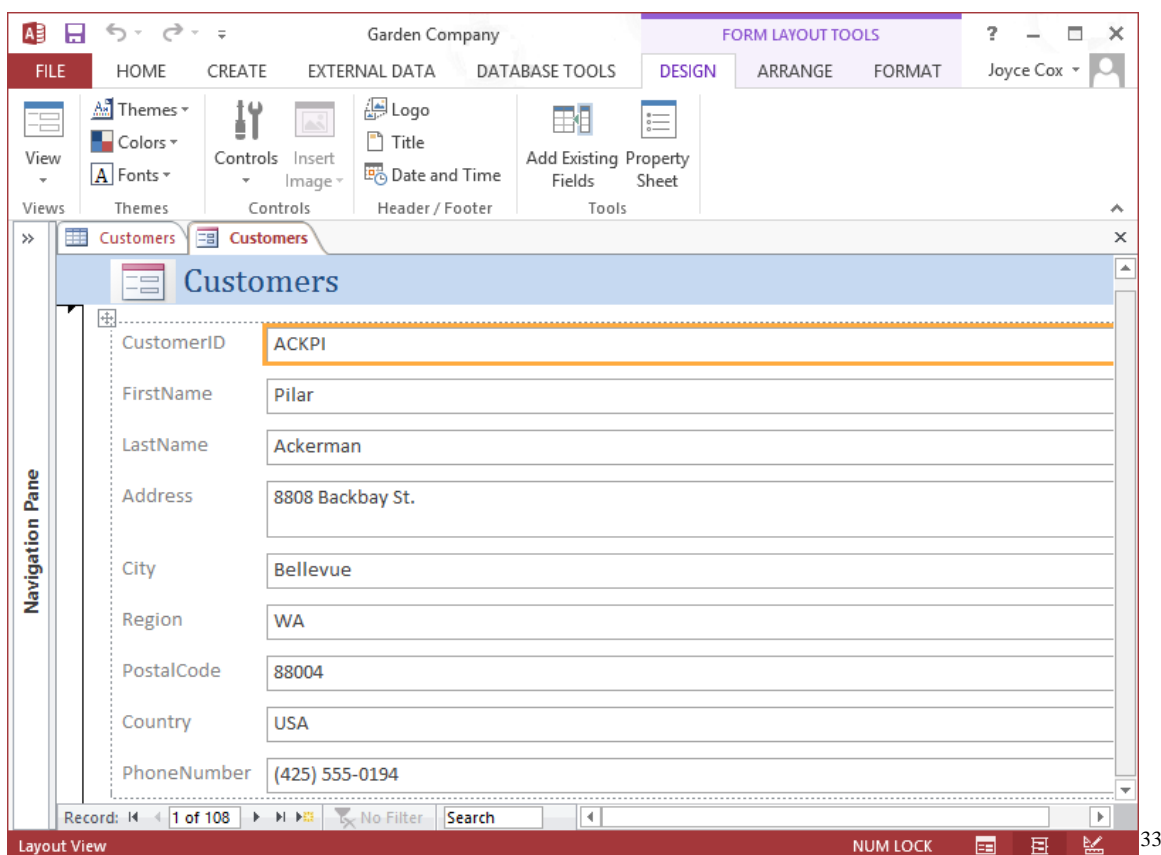 Garden Company FORM LAYOUT TOOLS ?
FILE HOME CREATE EXTERNAL DATA DATABASE TOOLS DESIGN ARRANGE FORMAT Joyce Cox
View
Views
Themes
Colors
A Fonts
Themes
Controls
Insert Image
Controls
Logo
Title
Date and Time
Header / Footer
Add Existing Fields
Property Sheet
Tools
Customers Customers
Navigation Pane
Customers
CustomerID ACKPI
FirstName Pilar
LastName Ackerman
Address 8808 Backbay St.
City Bellevue
Region WA
PostalCode 88004
Country USA
PhoneNumber (425) 555-0194
Record: 1 of 108 No Filter Search
Layout View NUM LOCK
33